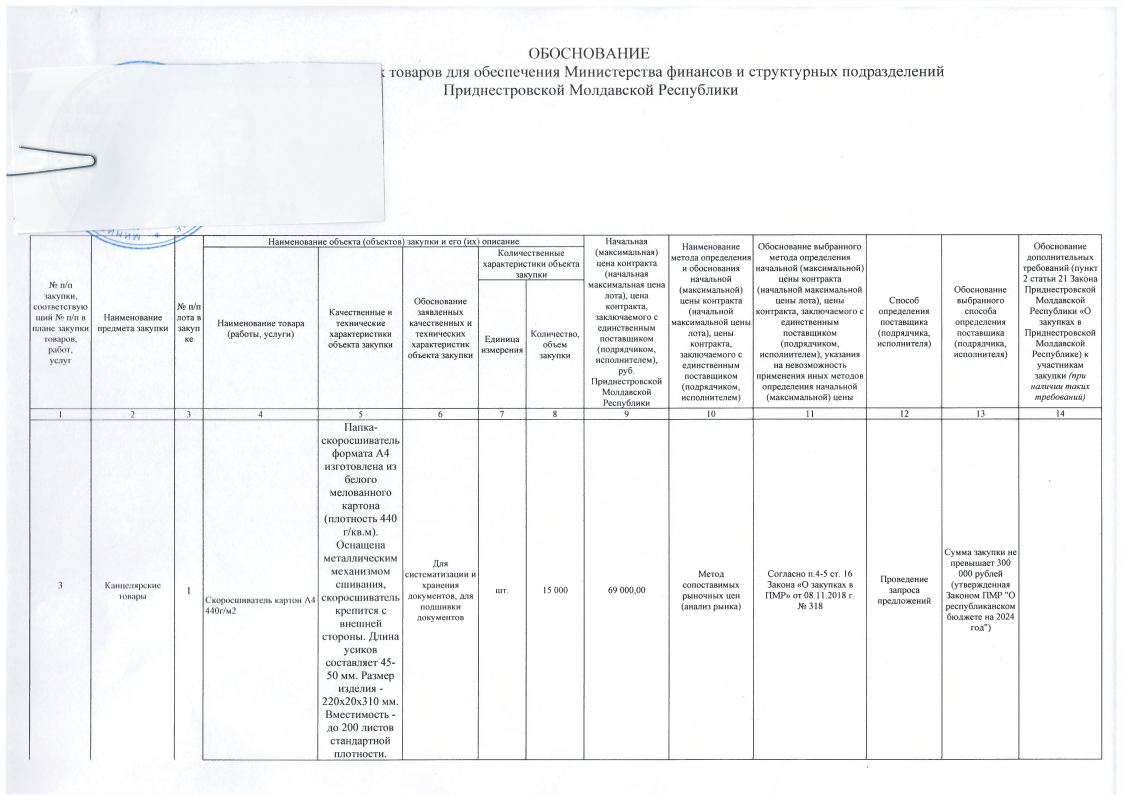 ОБОСНОВАНИЕ
товаров для обеспечения Министерства финансов и структурных подразделений
Приднестровской Молдавской Республики
№ п/п
закупки,
соответствую
щий № п/п в
плане закупки
товаров,
работ,
услуг
Наименование
предмета закупки
№ п/п
лота в
закуп
ке
Наименование объекта (объектов) закупки и его (их) описание
Наименование товара
(работы, услуги)
Качественные и
технические
характеристики
объекта закупки
Обоснование
заявленных
качественных и
технических
характеристик
объекта закупки
Количественные
характеристики объекта
закупки
Единица
измерения
Количество,
объем
закупки
Начальная
(максимальная)
цена контракта
(начальная
максимальная цена
лота), цена
контракта,
заключаемого с
единственным
поставщиком
(подрядчиком,
исполнителем),
руб.
Приднестровской
Молдавской
Республики
Наименование
метода определения
и обоснования
начальной
(максимальной)
цены контракта
(начальной
максимальной цены
лота), цены
контракта,
заключаемого с
единственным
поставщиком
(подрядчиком,
исполнителем)
Обоснование выбранного
метода определения
начальной (максимальной)
цены контракта
(начальной максимальной
цены лота), цены
контракта, заключаемого с
единственным
поставщиком
(подрядчиком,
исполнителем), указания
на невозможность
применения иных методов
определения начальной
(максимальной) цены
Способ
определения
поставщика
(подрядчика,
исполнителя)
Обоснование
выбранного
способа
определения
поставщика
(подрядчика,
исполнителя)
Обоснование
дополнительных
требований (пункт
2 статьи 21 Закона
Приднестровской
Молдавской
Республики «О
закупках в
Приднестровской
Молдавской
Республике) к
участникам
закупки (при
наличии таких
требований)
1 2 3 4 5 6 7 8 9 10 11 12 13 14
3
Канцелярские
товары
1
Скоросшиватель картон А4
440г/м2
Папка-
скоросшиватель
формата А4
изготовлена из
белого
мелованного
картона
(плотность 440
г/кв.м).
Оснащена
металлическим
механизмом
сшивания,
скоросшиватель
крепится с
внешней
стороны. Длина
усиков
составляет 45-
50 мм. Размер
изделия -
220х20х310 мм.
Вместимость -
до 200 листов
стандартной
плотности.
Для
систематизации и
хранения
документов, для
подшивки
документов
шт.
15 000
69 000,00
Метод
сопоставимых
рыночных цен
(анализ рынка)
Согласно п.4-5 ст. 16
Закона «О закупках в
ПМР» от 08.11.2018 г.
№ 318
Проведение
запроса
предложений
Сумма закупки не
превышает 300
000 рублей
(утвержденная
Законом ПМР "О
республиканском
бюджете на 2024
год")